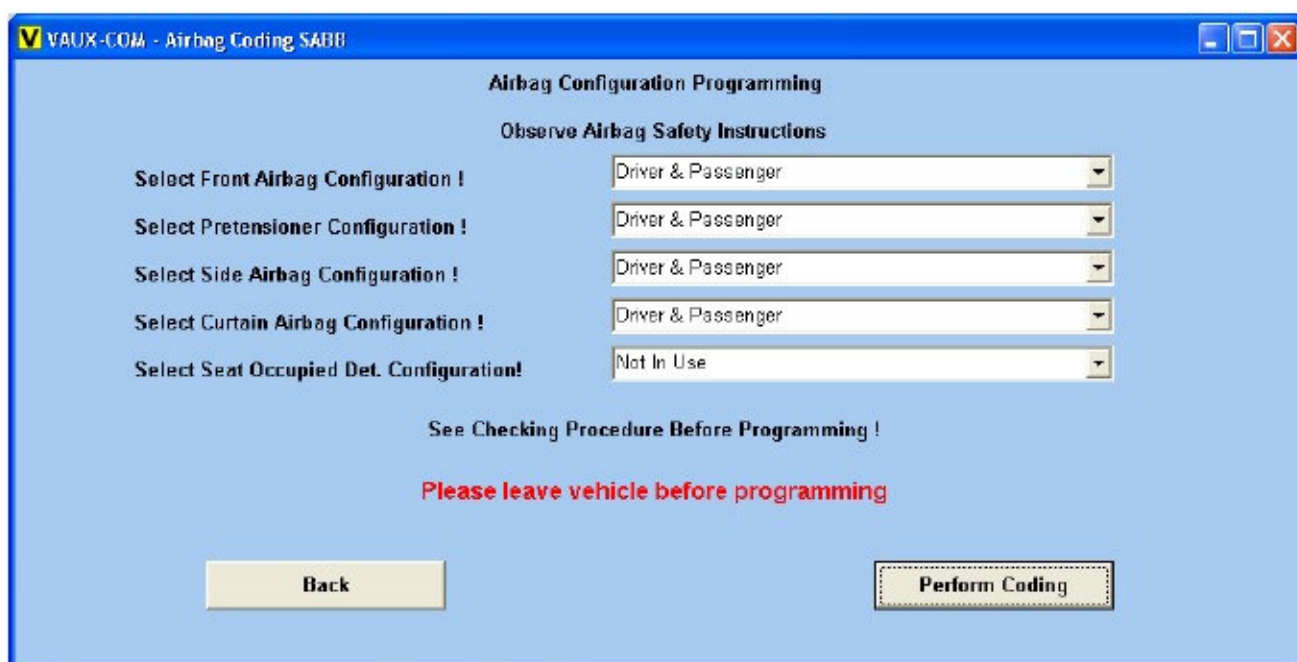 VAUX-COM - Airbag Coding SABB
Airbag Configuration Programming
Observe Airbag Safety Instructions
Select Front Airbag Configuration ! Driver & Passenger
Select Pretensioner Configuration ! Driver & Passenger
Select Side Airbag Configuration ! Driver & Passenger
Select Curtain Airbag Configuration ! Driver & Passenger
Select Seat Occupied Det. Configuration! Not In Use
See Checking Procedure Before Programming !
Please leave vehicle before programming
Back Perform Coding